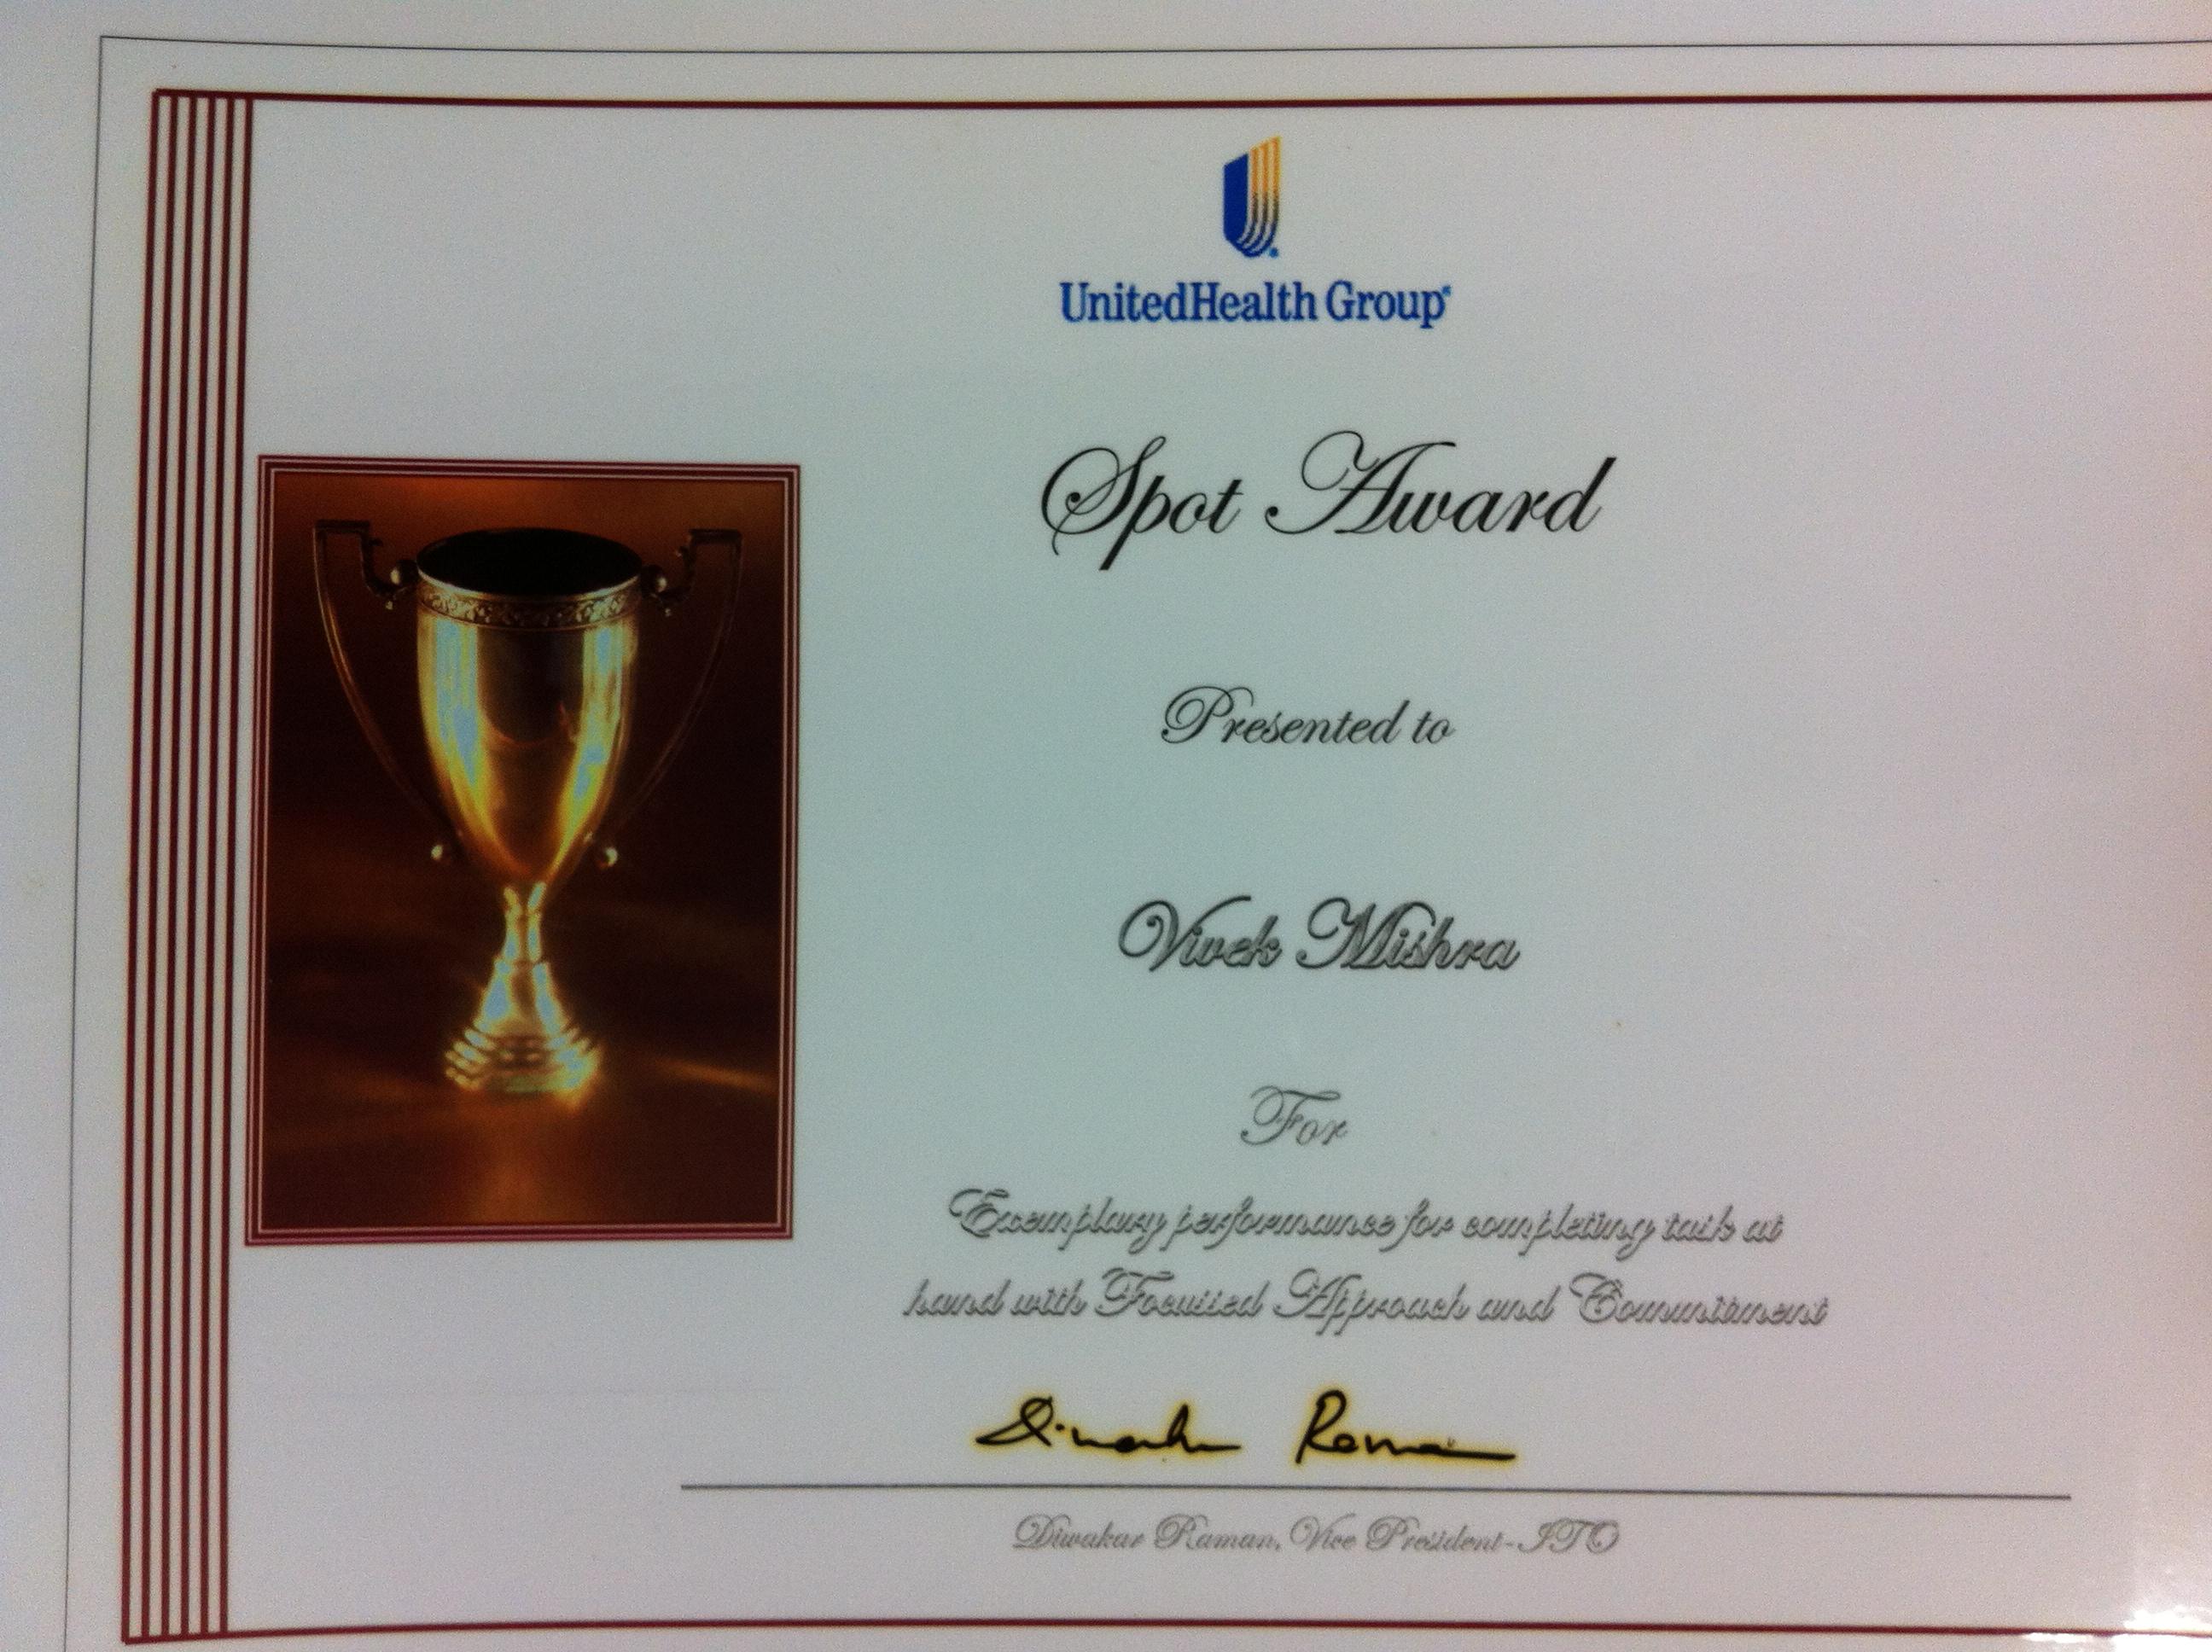 UnitedHealth Group
Spot Award
Presented to
Vivek Mishra
For
Exemplary performance for completing task at
hand with Focussed Approach and Commitment
Diwakar Raman
Diwakar Raman, Vice President-ITO